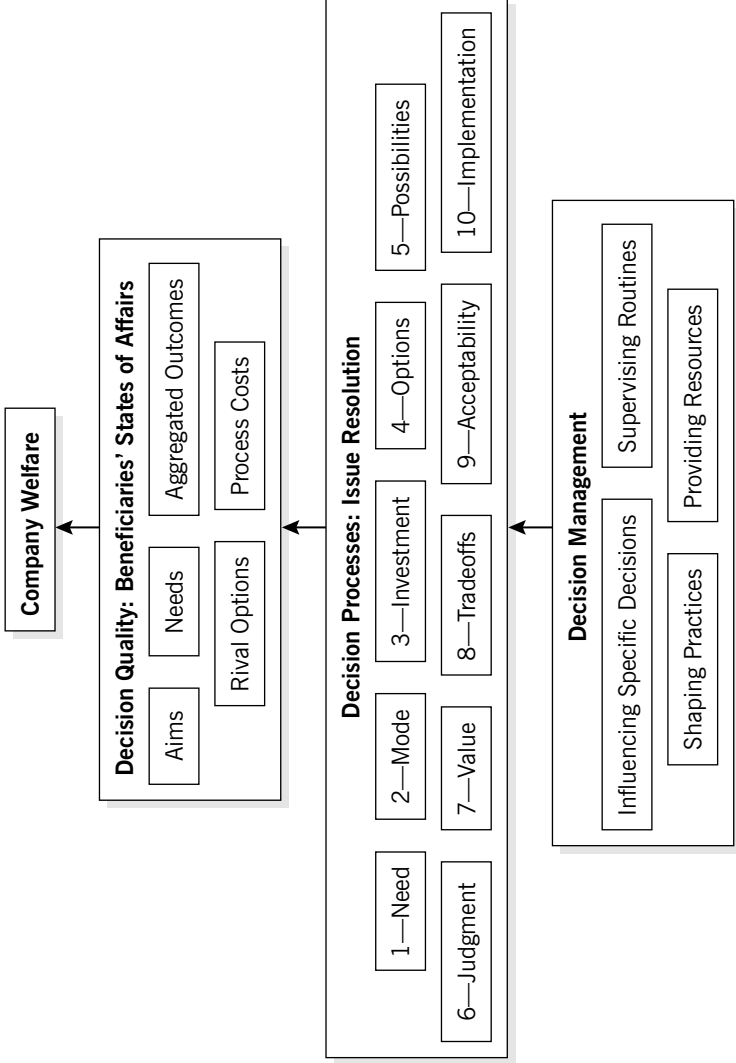 Company Welfare
Decision Quality: Beneficiaries’ States of Affairs
Aims
Needs
Aggregated Outcomes
Rival Options
Process Costs
Decision Processes: Issue Resolution
1—Need
2—Mode
3—Investment
4—Options
5—Possibilities
6—Judgment
7—Value
8—Tradeoffs
9—Acceptability
10—Implementation
Decision Management
Influencing Specific Decisions
Supervising Routines
Shaping Practices
Providing Resources